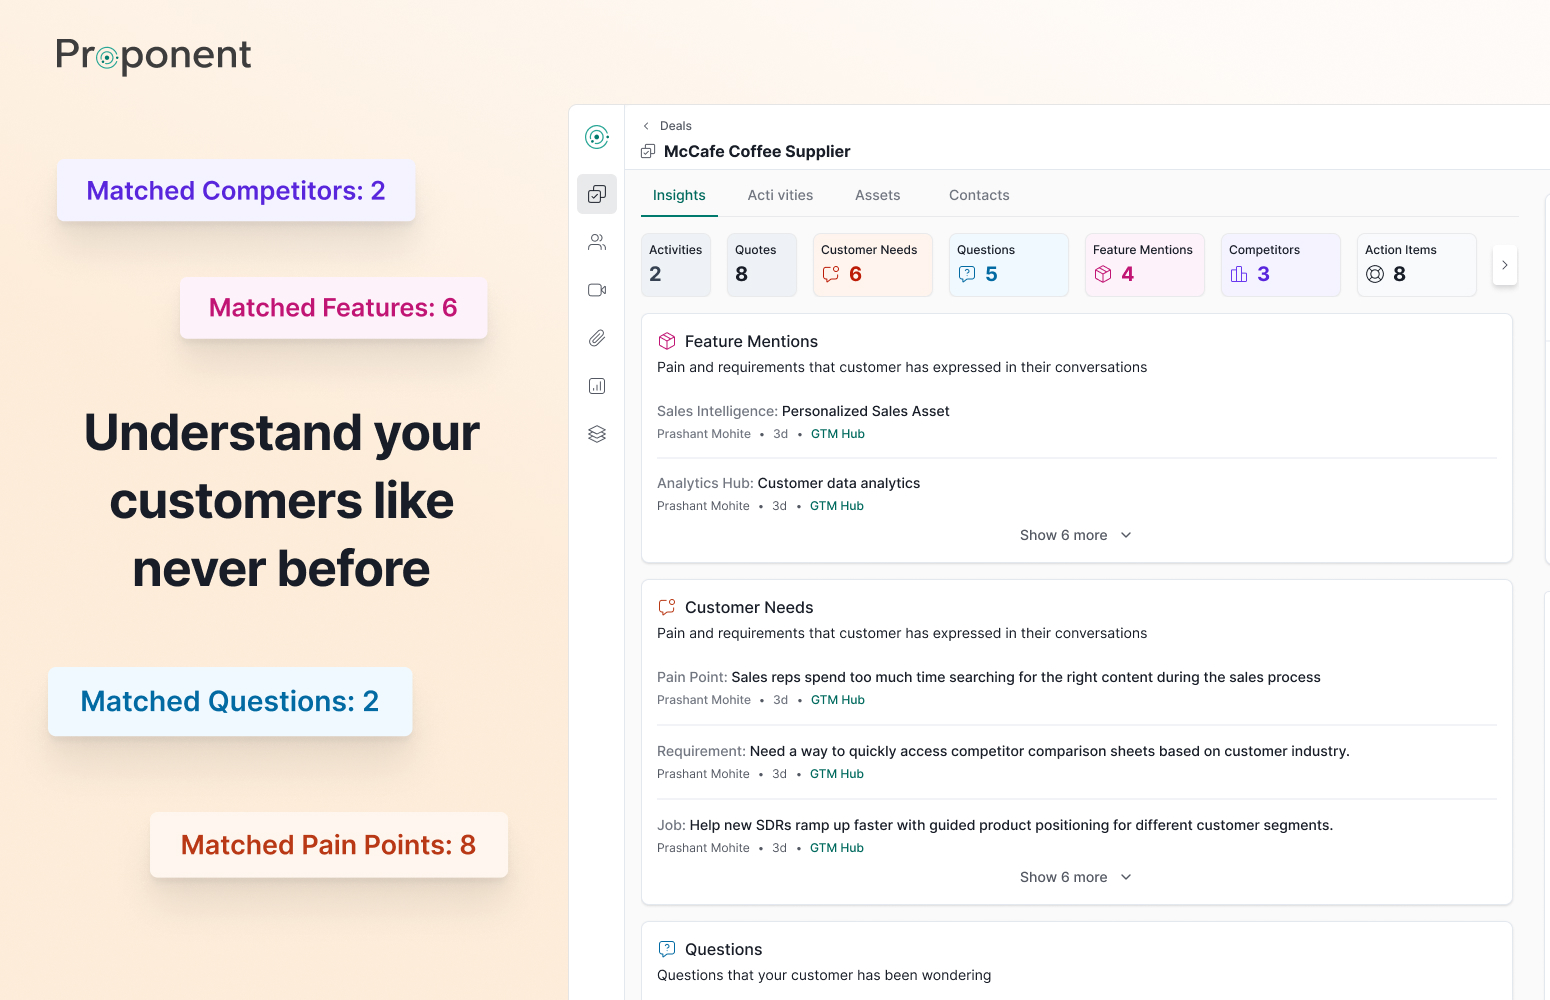 Proponent
Matched Competitors: 2
Matched Features: 6
Understand your
customers like
never before
Matched Questions: 2
Matched Pain Points: 8
Deals
McCafe Coffee Supplier
Insights
Acti vities
Assets
Contacts
Activities
2
Quotes
8
Customer Needs
6
Questions
5
Feature Mentions
4
Competitors
3
Action Items
8
Feature Mentions
Pain and requirements that customer has expressed in their conversations
Sales Intelligence: Personalized Sales Asset
Prashant Mohite • 3d • GTM Hub
Analytics Hub: Customer data analytics
Prashant Mohite • 3d • GTM Hub
Show 6 more
Customer Needs
Pain and requirements that customer has expressed in their conversations
Pain Point: Sales reps spend too much time searching for the right content during the sales process
Prashant Mohite • 3d • GTM Hub
Requirement: Need a way to quickly access competitor comparison sheets based on customer industry.
Prashant Mohite • 3d • GTM Hub
Job: Help new SDRs ramp up faster with guided product positioning for different customer segments.
Prashant Mohite • 3d • GTM Hub
Show 6 more
Questions
Questions that your customer has been wondering